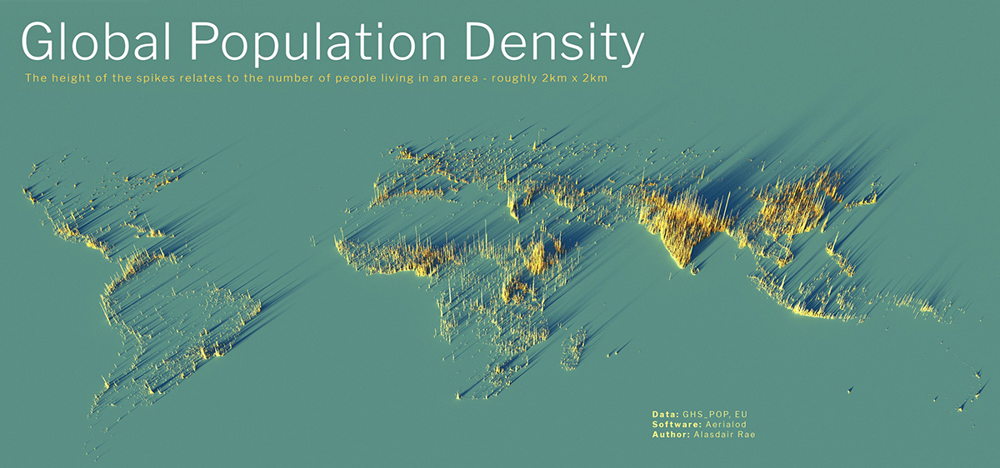 Global Population Density
The height of the spikes relates to the number of people living in an area - roughly 2km x 2km
Data: GHS_POP, EU
Software: Aerialod
Author: Alasdair Rae